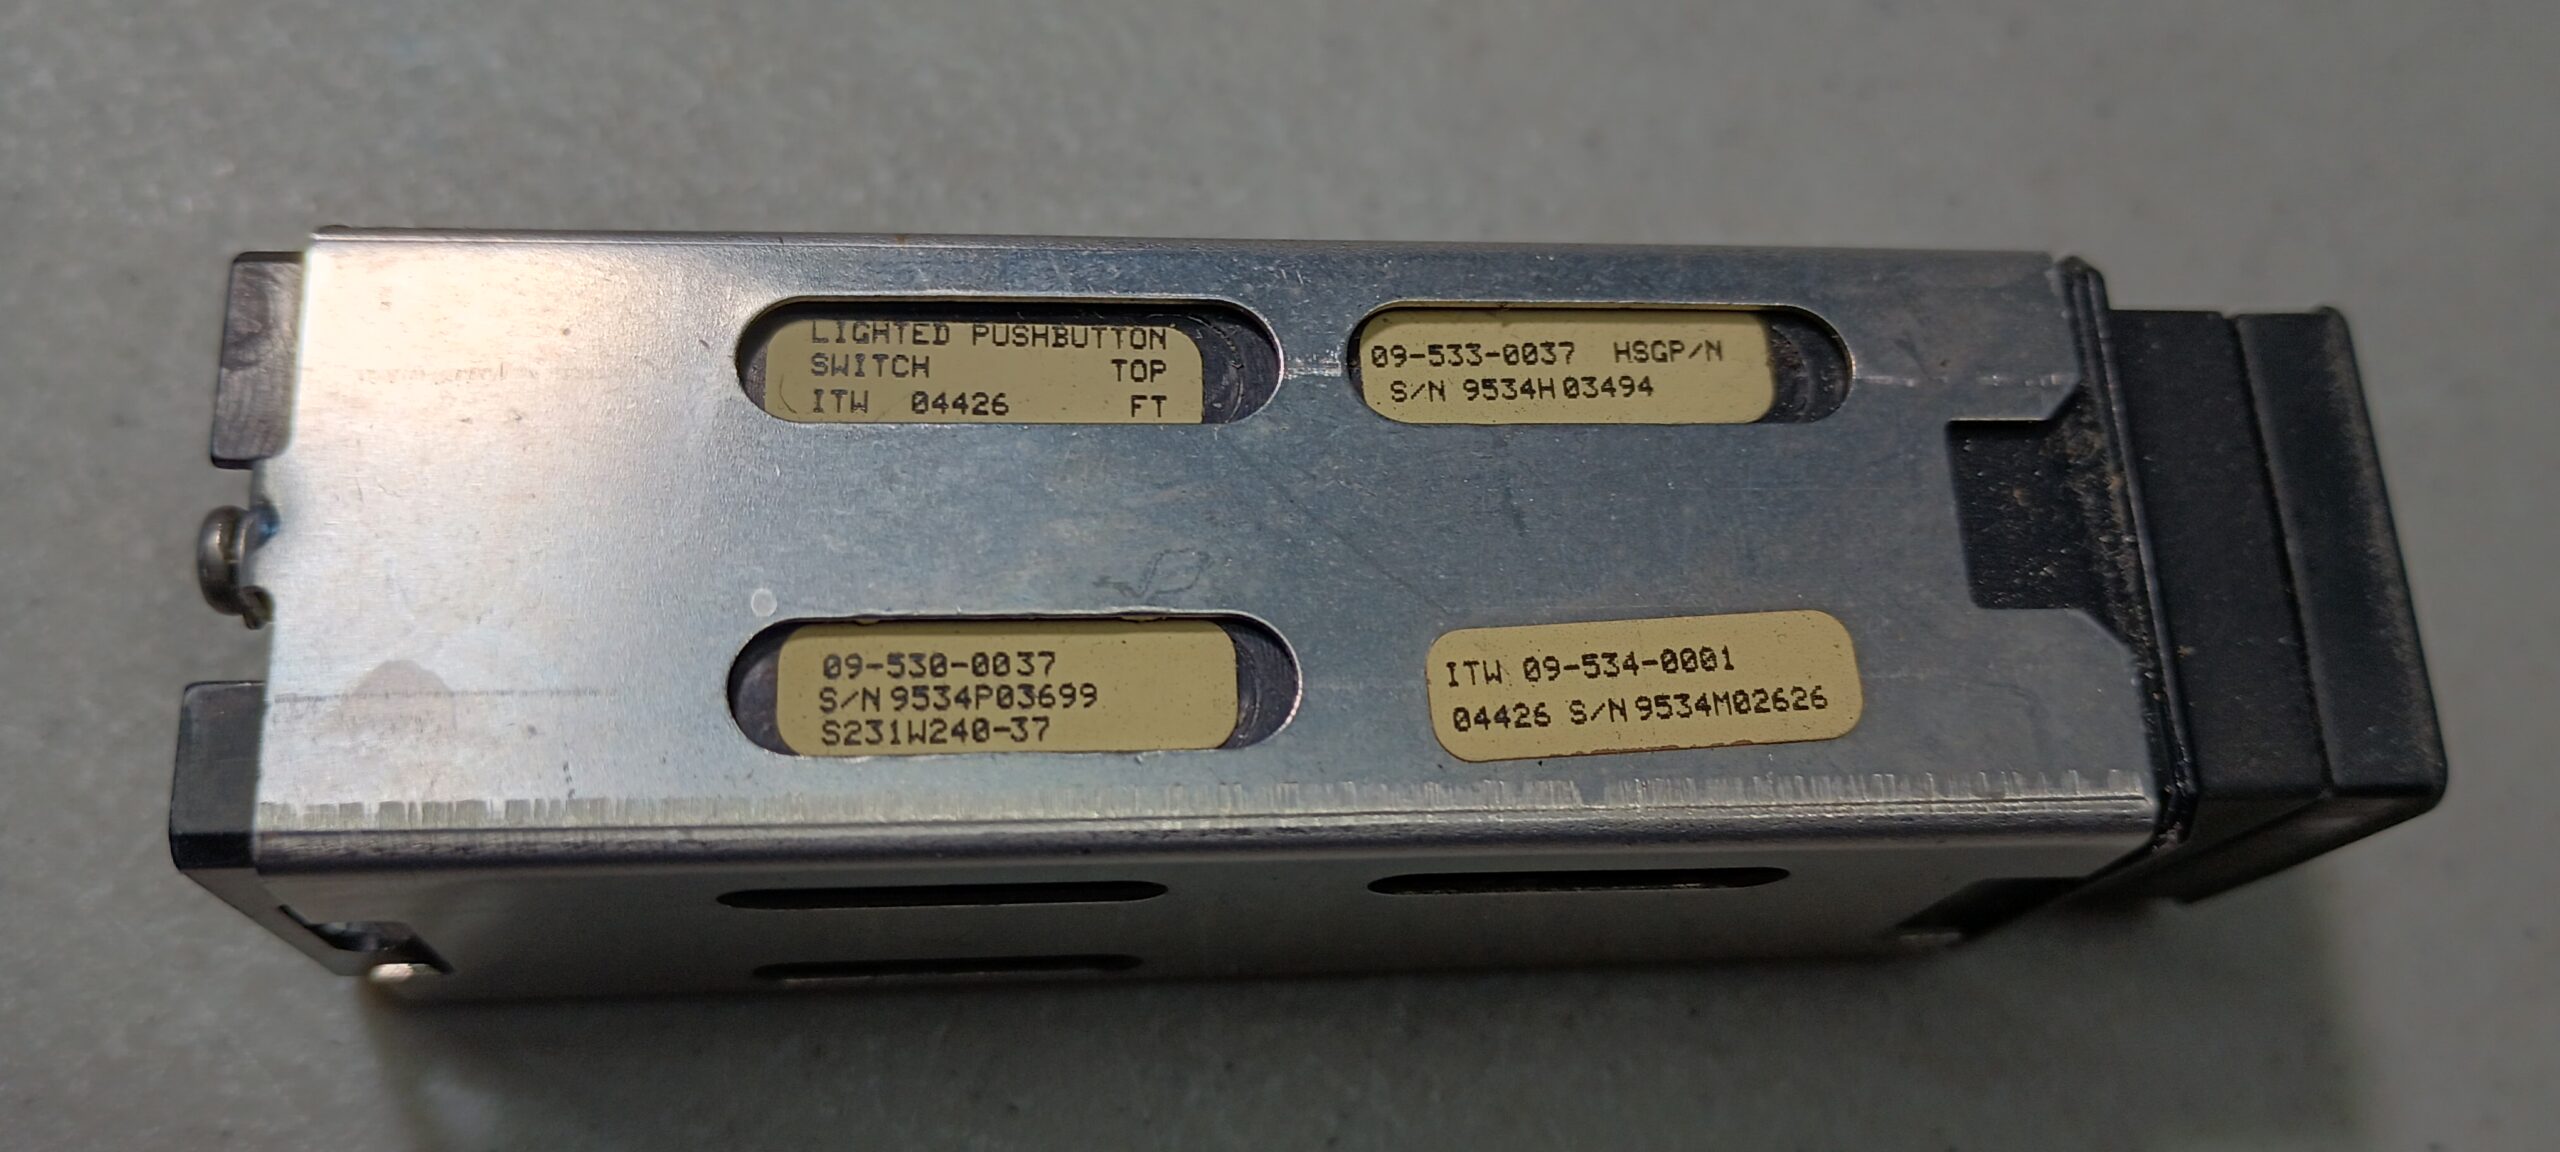 LIGHTED PUSHBUTTON
SWITCH TOP
ITW 04426 FT
09-533-0037 HSGP/N
S/N 9534H03494
09-530-0037
S/N 9534P03699
S231W240-37
ITW 09-534-0001
04426 S/N 9534M02626